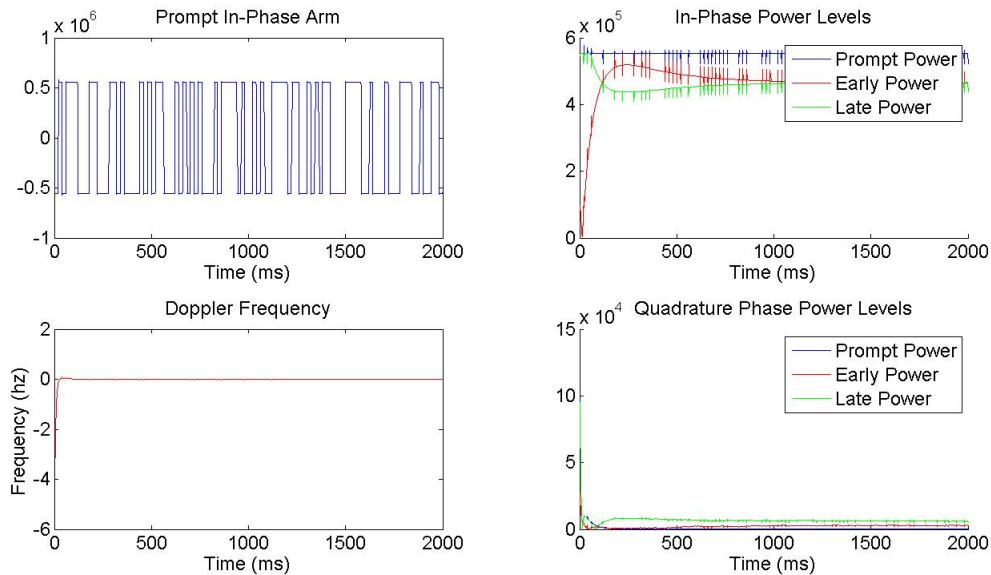 Prompt In-Phase Arm
x 10^6
1
0.5
0
-0.5
-1
0 500 1000 1500 2000
Time (ms)
In-Phase Power Levels
x 10^5
6
4
2
0
Prompt Power
Early Power
Late Power
0 500 1000 1500 2000
Time (ms)
Doppler Frequency
Frequency (hz)
2
0
-2
-4
-6
0 500 1000 1500 2000
Time (ms)
Quadrature Phase Power Levels
x 10^4
15
10
5
0
Prompt Power
Early Power
Late Power
0 500 1000 1500 2000
Time (ms)